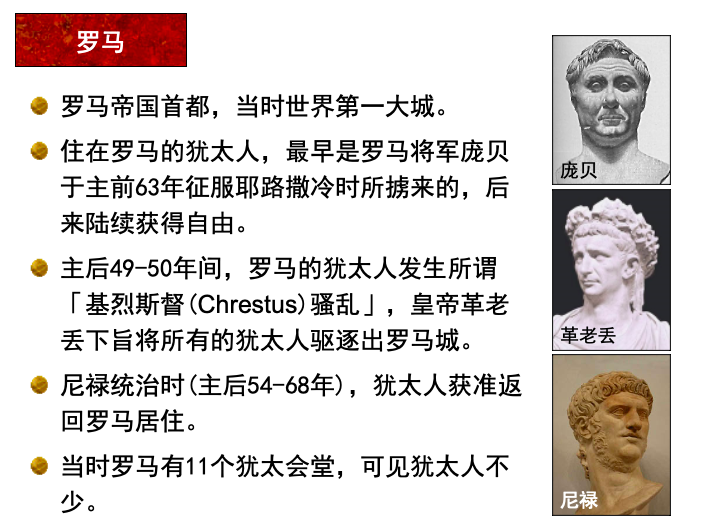 罗马
罗马帝国首都，当时世界第一大城。
住在罗马的犹太人，最早是罗马将军庞贝
于主前63年征服耶路撒冷时所掳来的，后
来陆续获得自由。
主后49-50年间，罗马的犹太人发生所谓
「基烈斯督(Chrestus)骚乱」，皇帝革老
丢下旨将所有的犹太人驱逐出罗马城。
尼禄统治时(主后54-68年)，犹太人获准返
回罗马居住。
当时罗马有11个犹太会堂，可见犹太人不
少。
庞贝
革老丢
尼禄